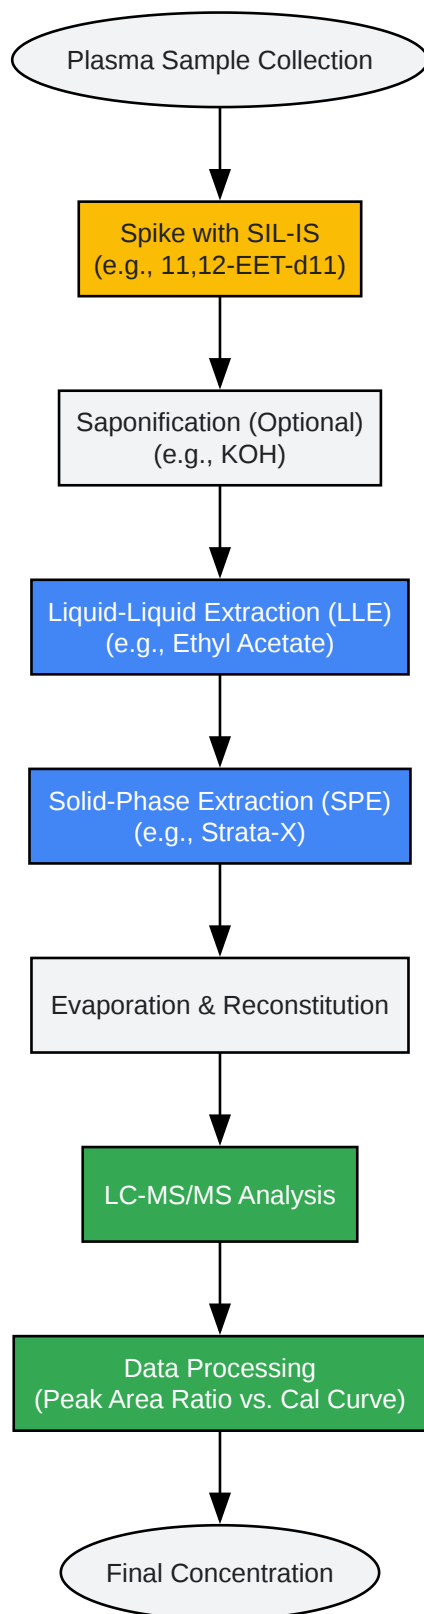 Plasma Sample Collection
Spike with SIL-IS
(e.g., 11,12-EET-d11)
Saponification (Optional)
(e.g., KOH)
Liquid-Liquid Extraction (LLE)
(e.g., Ethyl Acetate)
Solid-Phase Extraction (SPE)
(e.g., Strata-X)
Evaporation & Reconstitution
LC-MS/MS Analysis
Data Processing
(Peak Area Ratio vs. Cal Curve)
Final Concentration